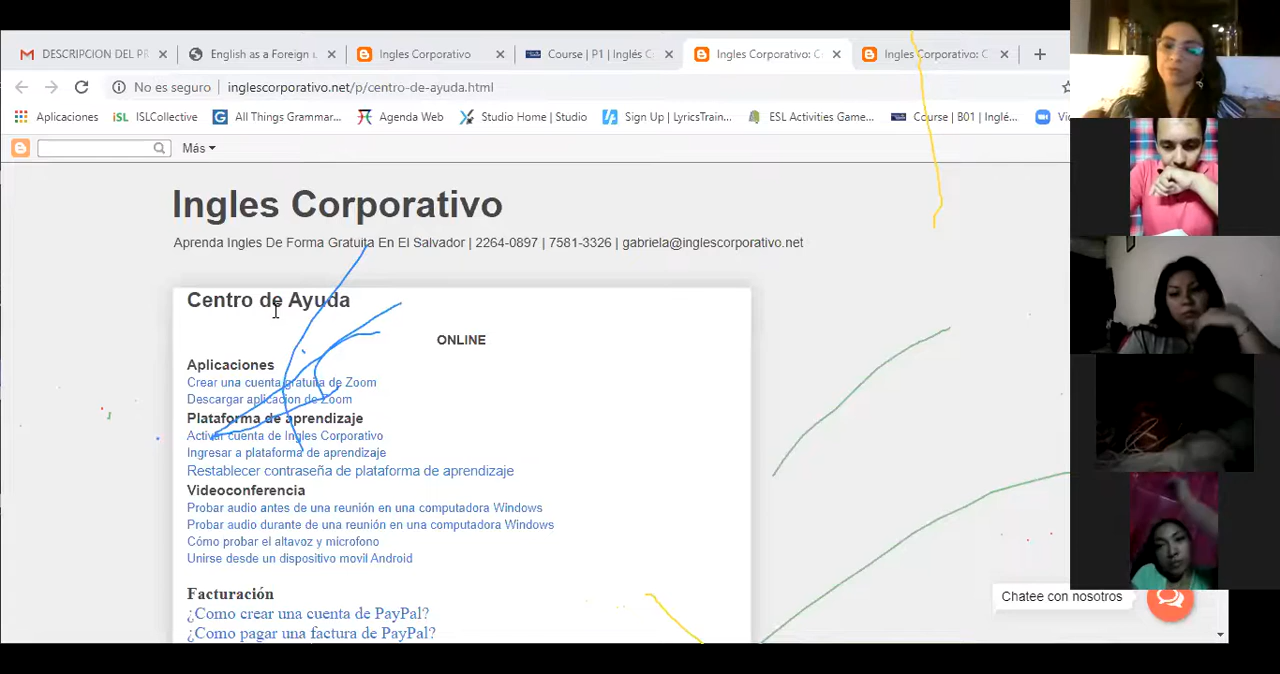 DESCRIPCION DEL PR
English as a Foreign
Ingles Corporativo
Course | P1 | Inglés C
Ingles Corporativo: C
Ingles Corporativo: C
No es seguro
inglescorporativo.net/p/centro-de-ayuda.html
Aplicaciones
iSLCollective
All Things Grammar...
Agenda Web
Studio Home | Studio
Sign Up | LyricsTrain...
ESL Activities Game...
Course | B01 | Inglé...
Más
Ingles Corporativo
Aprenda Ingles De Forma Gratuita En El Salvador | 2264-0897 | 7581-3326 | gabriela@inglescorporativo.net
Centro de Ayuda
ONLINE
Aplicaciones
Crear una cuenta gratuita de Zoom
Descargar aplicacion de Zoom
Plataforma de aprendizaje
Activar cuenta de Ingles Corporativo
Ingresar a plataforma de aprendizaje
Restablecer contraseña de plataforma de aprendizaje
Videoconferencia
Probar audio antes de una reunión en una computadora Windows
Probar audio durante de una reunión en una computadora Windows
Cómo probar el altavoz y microfono
Unirse desde un dispositivo movil Android
Facturación
¿Como crear una cuenta de PayPal?
¿Como pagar una factura de PayPal?
Chatee con nosotros